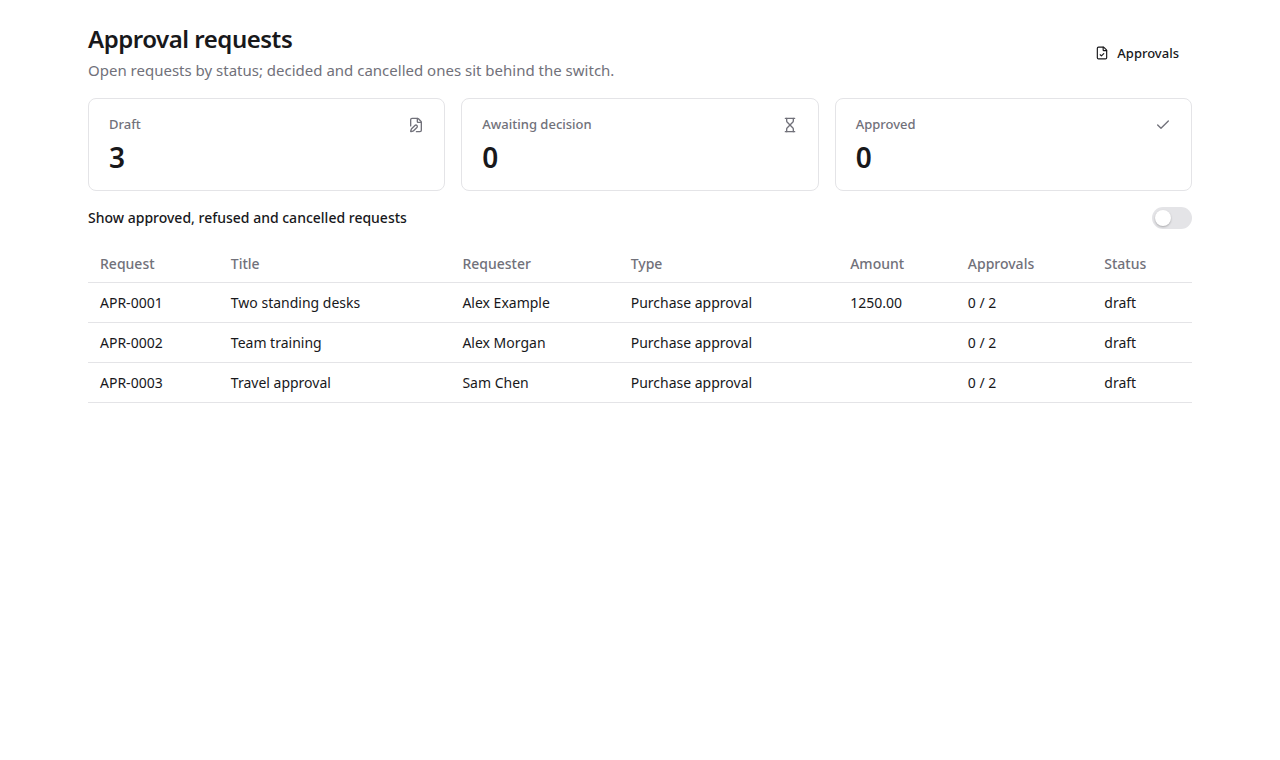 Approval requests
Approvals
Open requests by status; decided and cancelled ones sit behind the switch.
Draft
3
Awaiting decision
0
Approved
0
Show approved, refused and cancelled requests
Request Title Requester Type Amount Approvals Status
APR-0001 Two standing desks Alex Example Purchase approval 1250.00 0 / 2 draft
APR-0002 Team training Alex Morgan Purchase approval 0 / 2 draft
APR-0003 Travel approval Sam Chen Purchase approval 0 / 2 draft